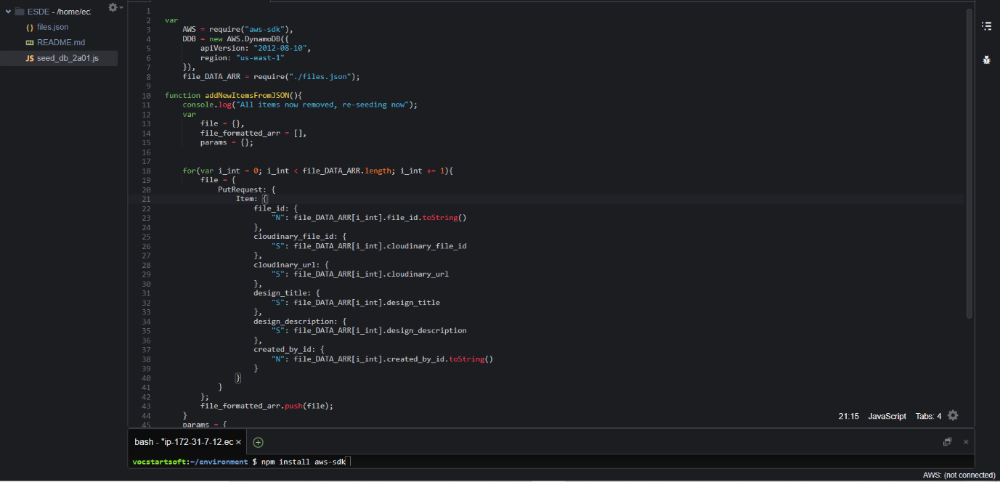 ESDE - /home/ec
{} files.json
README.md
JS seed_db_2a01.js
1
2 var
3 AWS = require("aws-sdk"),
4 DDB = new AWS.DynamoDB({
5 apiVersion: "2012-08-10",
6 region: "us-east-1"
7 }),
8 file_DATA_ARR = require("./files.json");
9
10 function addNewItemsFromJSON(){
11 console.log("All items now removed, re-seeding now");
12 var
13 file = {},
14 file_formatted_arr = [],
15 params = {};
16
17
18 for(var i_int = 0; i_int < file_DATA_ARR.length; i_int += 1){
19 file = {
20 PutRequest: {
21 Item: {
22 file_id: {
23 "N": file_DATA_ARR[i_int].file_id.toString()
24 },
25 cloudinary_file_id: {
26 "S": file_DATA_ARR[i_int].cloudinary_file_id
27 },
28 cloudinary_url: {
29 "S": file_DATA_ARR[i_int].cloudinary_url
30 },
31 design_title: {
32 "S": file_DATA_ARR[i_int].design_title
33 },
34 design_description: {
35 "S": file_DATA_ARR[i_int].design_description
36 },
37 created_by_id: {
38 "N": file_DATA_ARR[i_int].created_by_id.toString()
39 }
40 }
41 }
42 };
43 file_formatted_arr.push(file);
44 }
45 params = {
21:15 JavaScript Tabs: 4
bash - "ip-172-31-7-12.ec
vocstartsoft:~/environment $ npm install aws-sdk
AWS: (not connected)